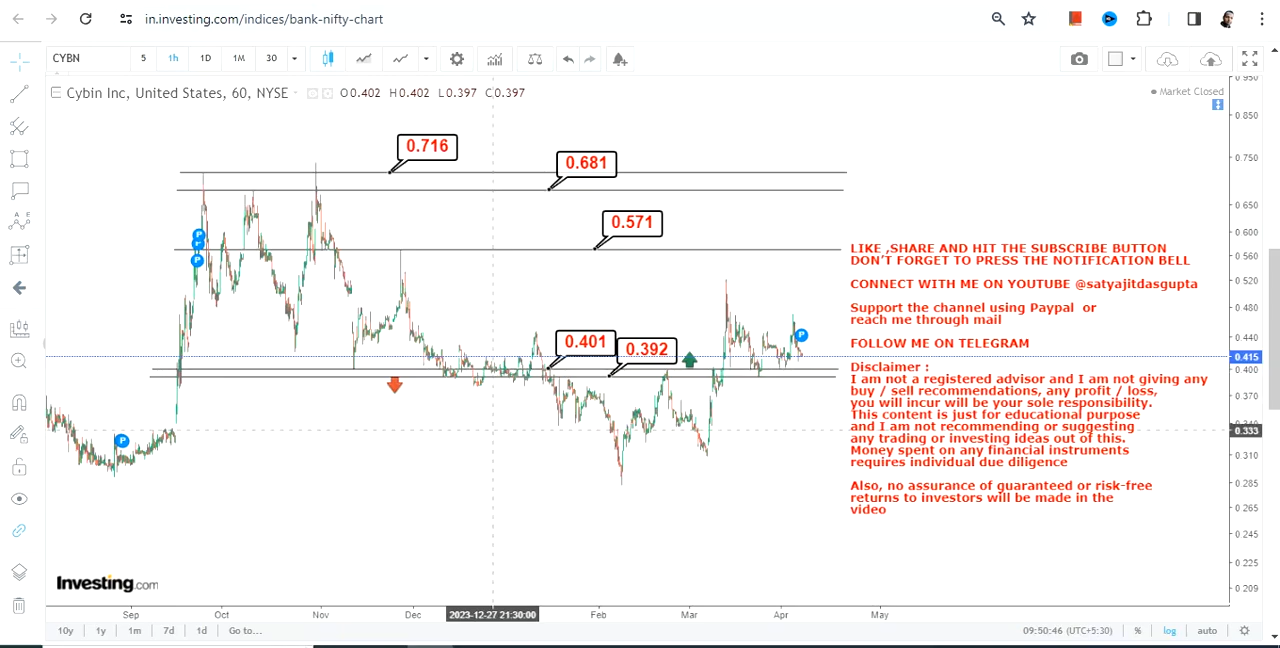 in.investing.com/indices/bank-nifty-chart
CYBN 5 1h 1D 1M 30
Cybin Inc, United States, 60, NYSE O0.402 H0.402 L0.397 C0.397
Market Closed
0.716
0.681
0.571
0.401
0.392
LIKE ,SHARE AND HIT THE SUBSCRIBE BUTTON
DON'T FORGET TO PRESS THE NOTIFICATION BELL
CONNECT WITH ME ON YOUTUBE @satyajitdasgupta
Support the channel using Paypal or
reach me through mail
FOLLOW ME ON TELEGRAM
Disclaimer :
I am not a registered advisor and I am not giving any
buy / sell recommendations, any profit / loss,
you will incur will be your sole responsibility.
This content is just for educational purpose
and I am not recommending or suggesting
any trading or investing ideas out of this.
Money spent on any financial instruments
requires individual due diligence
Also, no assurance of guaranteed or risk-free
returns to investors will be made in the
video
P
P
P
P
P
0.950
0.850
0.750
0.650
0.600
0.560
0.520
0.480
0.440
0.415
0.400
0.370
0.333
0.310
0.285
0.265
0.245
0.225
0.209
Investing.com
Sep Oct Nov Dec 2023-12-27 21:30:00 Feb Mar Apr May
10y 1y 1m 7d 1d Go to... 09:50:46 (UTC+5:30) % log auto